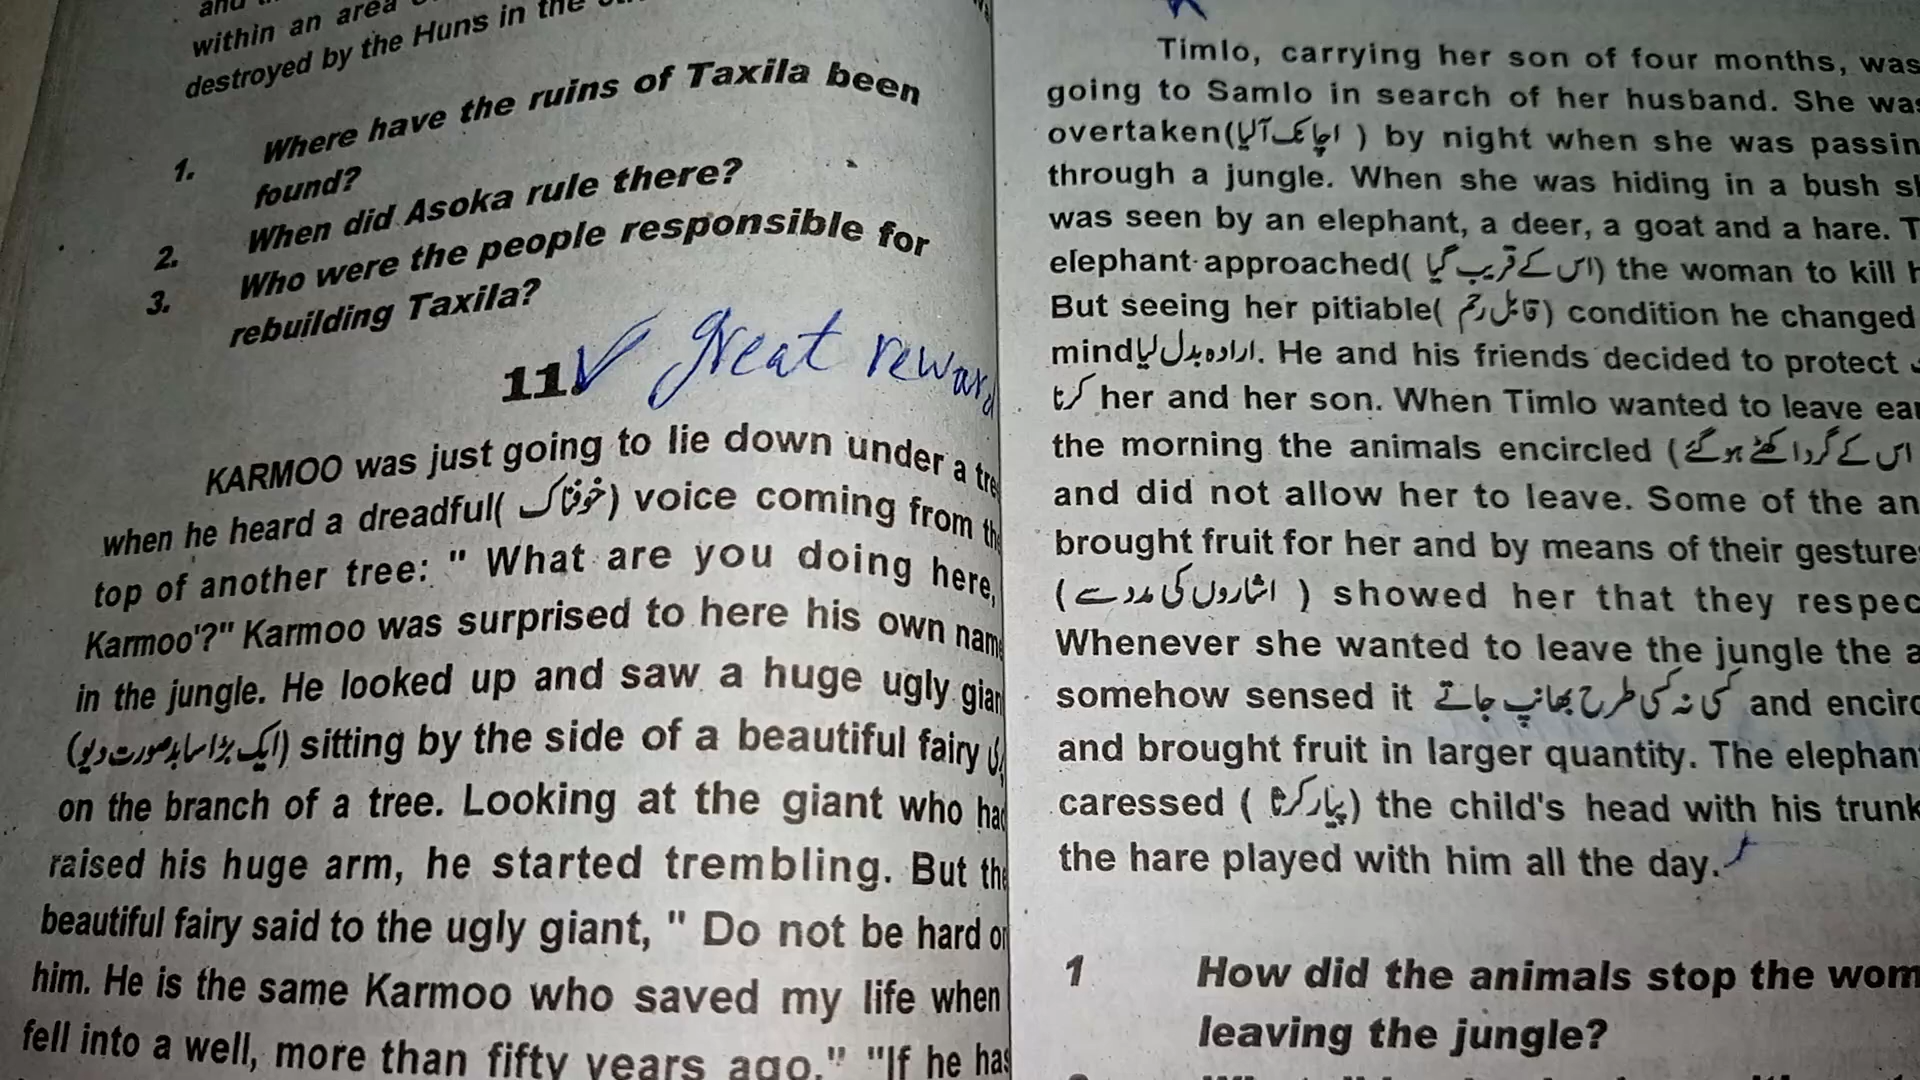 within an area
destroyed by the Huns in the
1. Where have the ruins of Taxila been
found?
2. When did Asoka rule there?
3. Who were the people responsible for
rebuilding Taxila?
11. great reward
KARMOO was just going to lie down under a tre
when he heard a dreadful( خوفناک) voice coming from th
top of another tree: " What are you doing here,
Karmoo'?" Karmoo was surprised to here his own name
in the jungle. He looked up and saw a huge ugly gian
(ایک بڑا سا بدصورت دیو) sitting by the side of a beautiful fairy
on the branch of a tree. Looking at the giant who had
raised his huge arm, he started trembling. But the
beautiful fairy said to the ugly giant, " Do not be hard on
him. He is the same Karmoo who saved my life when
fell into a well, more than fifty years ago." "If he has
Timlo, carrying her son of four months, was
going to Samlo in search of her husband. She was
overtaken(اچانک آلیا ) by night when she was passin
through a jungle. When she was hiding in a bush sh
was seen by an elephant, a deer, a goat and a hare. T
elephant approached( اس کے قریب گیا) the woman to kill h
But seeing her pitiable( قابل رحم) condition he changed
mindارادہ بدل لیا. He and his friends decided to protect
کرنا her and her son. When Timlo wanted to leave ear
the morning the animals encircled (اس کے گرد اکٹھے ہو گئے
and did not allow her to leave. Some of the an
brought fruit for her and by means of their gesture
(اشاروں کی مدد سے ) showed her that they respec
Whenever she wanted to leave the jungle the a
somehow sensed it کسی نہ کسی طرح بھانپ جاتے and encirc
and brought fruit in larger quantity. The elephan
caressed ( پیار کرتا) the child's head with his trunk
the hare played with him all the day.
1 How did the animals stop the wom
leaving the jungle?